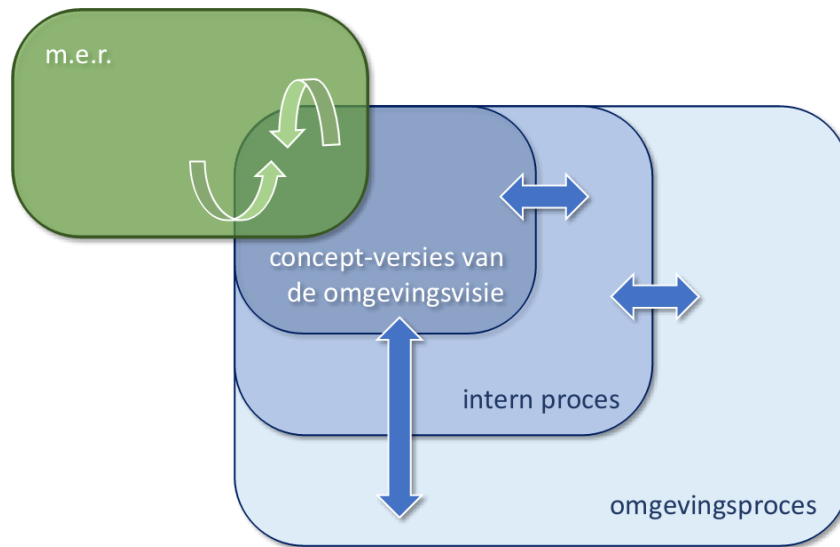 m.e.r.
concept-versies van
de omgevingsvisie
intern proces
omgevingsproces